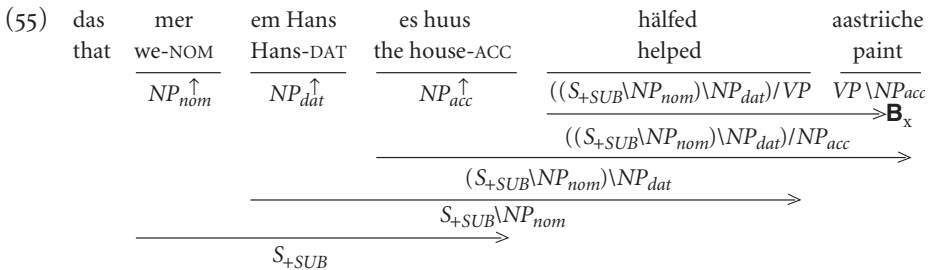 (55) das mer em Hans es huus hälfed aastriiche
that we-NOM Hans-DAT the house-ACC helped paint
NP↑nom NP↑dat NP↑acc ((S+SUB\NPnom)\NPdat)/VP VP\NPacc
Bx
((S+SUB\NPnom)\NPdat)/NPacc
(S+SUB\NPnom)\NPdat
S+SUB\NPnom
S+SUB